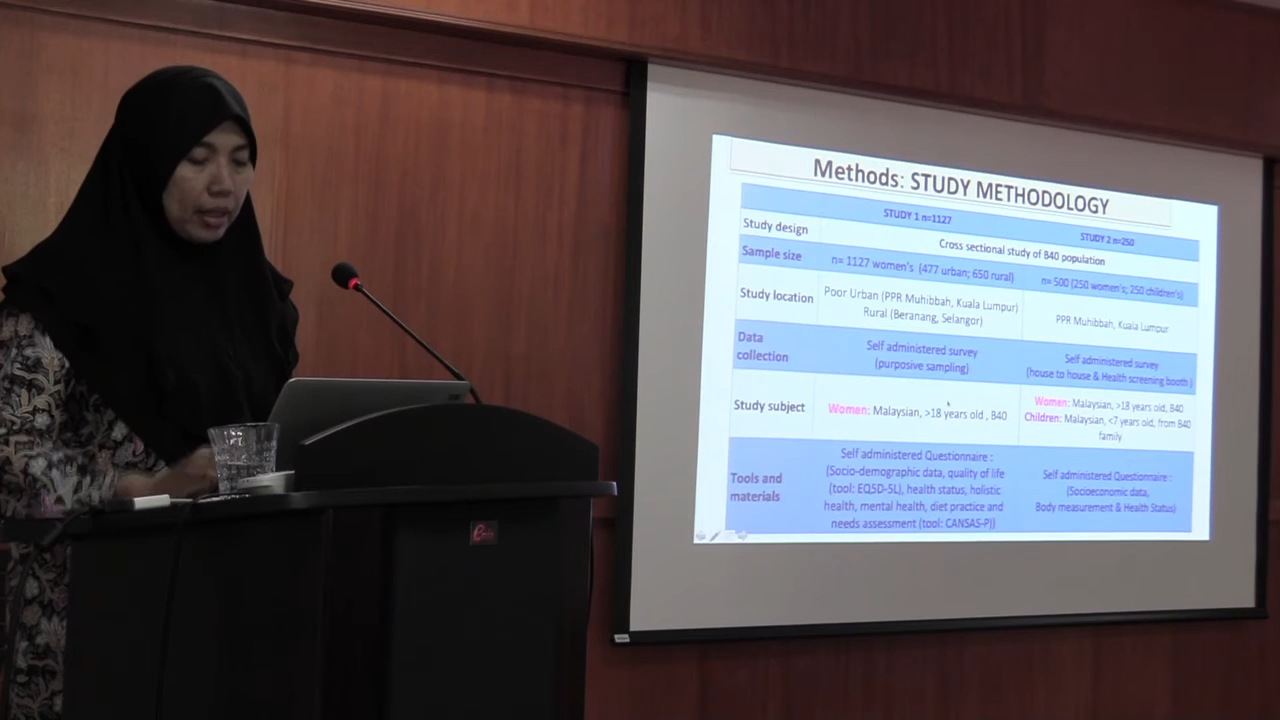 Methods: STUDY METHODOLOGY
STUDY 1 n=1127
STUDY 2 n=250
Study design
Cross sectional study of B40 population
Sample size
n= 1127 women's (477 urban; 650 rural)
n= 500 (250 women's; 250 children's)
Study location
Poor Urban (PPR Muhibbah, Kuala Lumpur)
Rural (Beranang, Selangor)
PPR Muhibbah, Kuala Lumpur
Data
collection
Self administered survey
(purposive sampling)
Self administered survey
(house to house & Health screening booth )
Study subject
Women: Malaysian, >18 years old , B40
Women: Malaysian, >18 years old, B40
Children: Malaysian, <7 years old, from B40
family
Tools and
materials
Self administered Questionnaire :
(Socio-demographic data, quality of life
(tool: EQ5D-5L), health status, holistic
health, mental health, diet practice and
needs assessment (tool: CANSAS-P))
Self administered Questionnaire :
(Socioeconomic data,
Body measurement & Health Status)